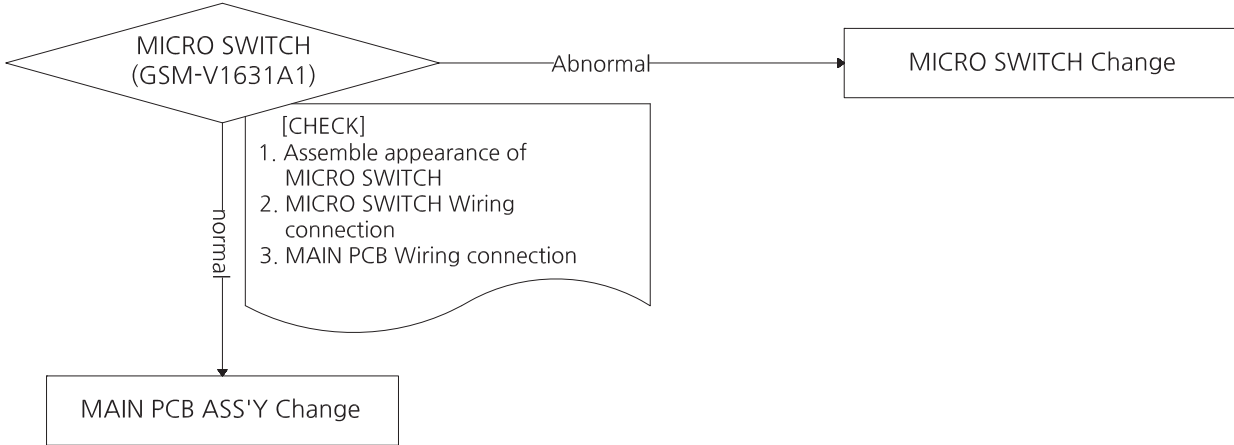 MICRO SWITCH
(GSM-V1631A1)
Abnormal
MICRO SWITCH Change
[CHECK]
1. Assemble appearance of
MICRO SWITCH
2. MICRO SWITCH Wiring
connection
3. MAIN PCB Wiring connection
normal
MAIN PCB ASS'Y Change